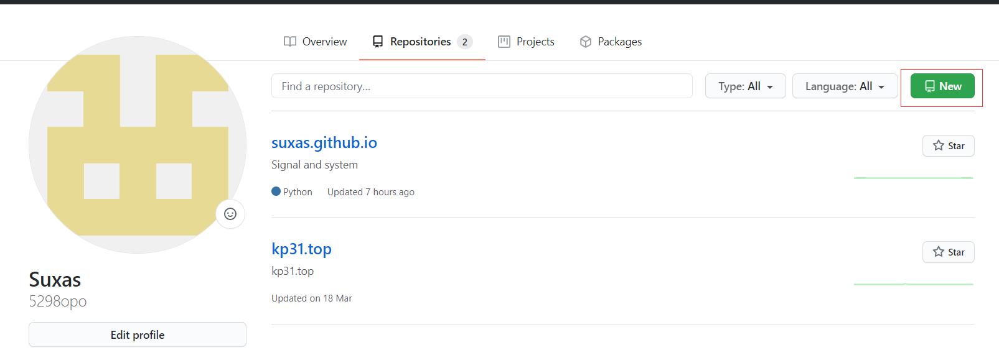 Overview Repositories 2 Projects Packages
Find a repository... Type: All Language: All New
suxas.github.io Star
Signal and system
Python Updated 7 hours ago
kp31.top Star
kp31.top
Updated on 18 Mar
Suxas
5298opo
Edit profile